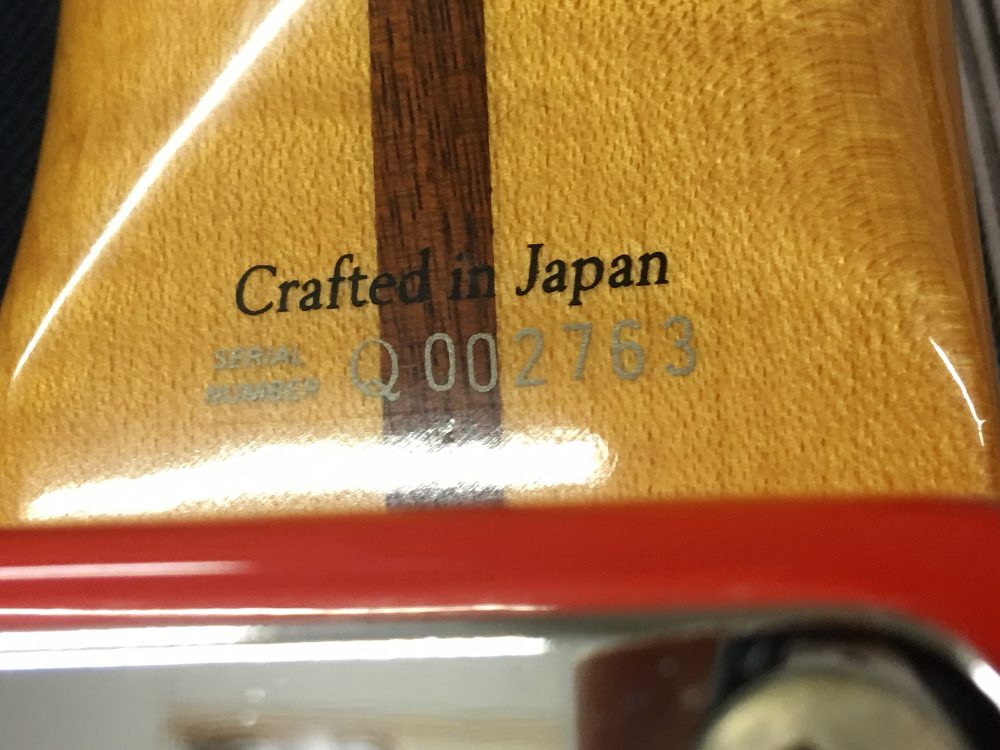 Crafted in Japan
SERIAL
NUMBER Q002763